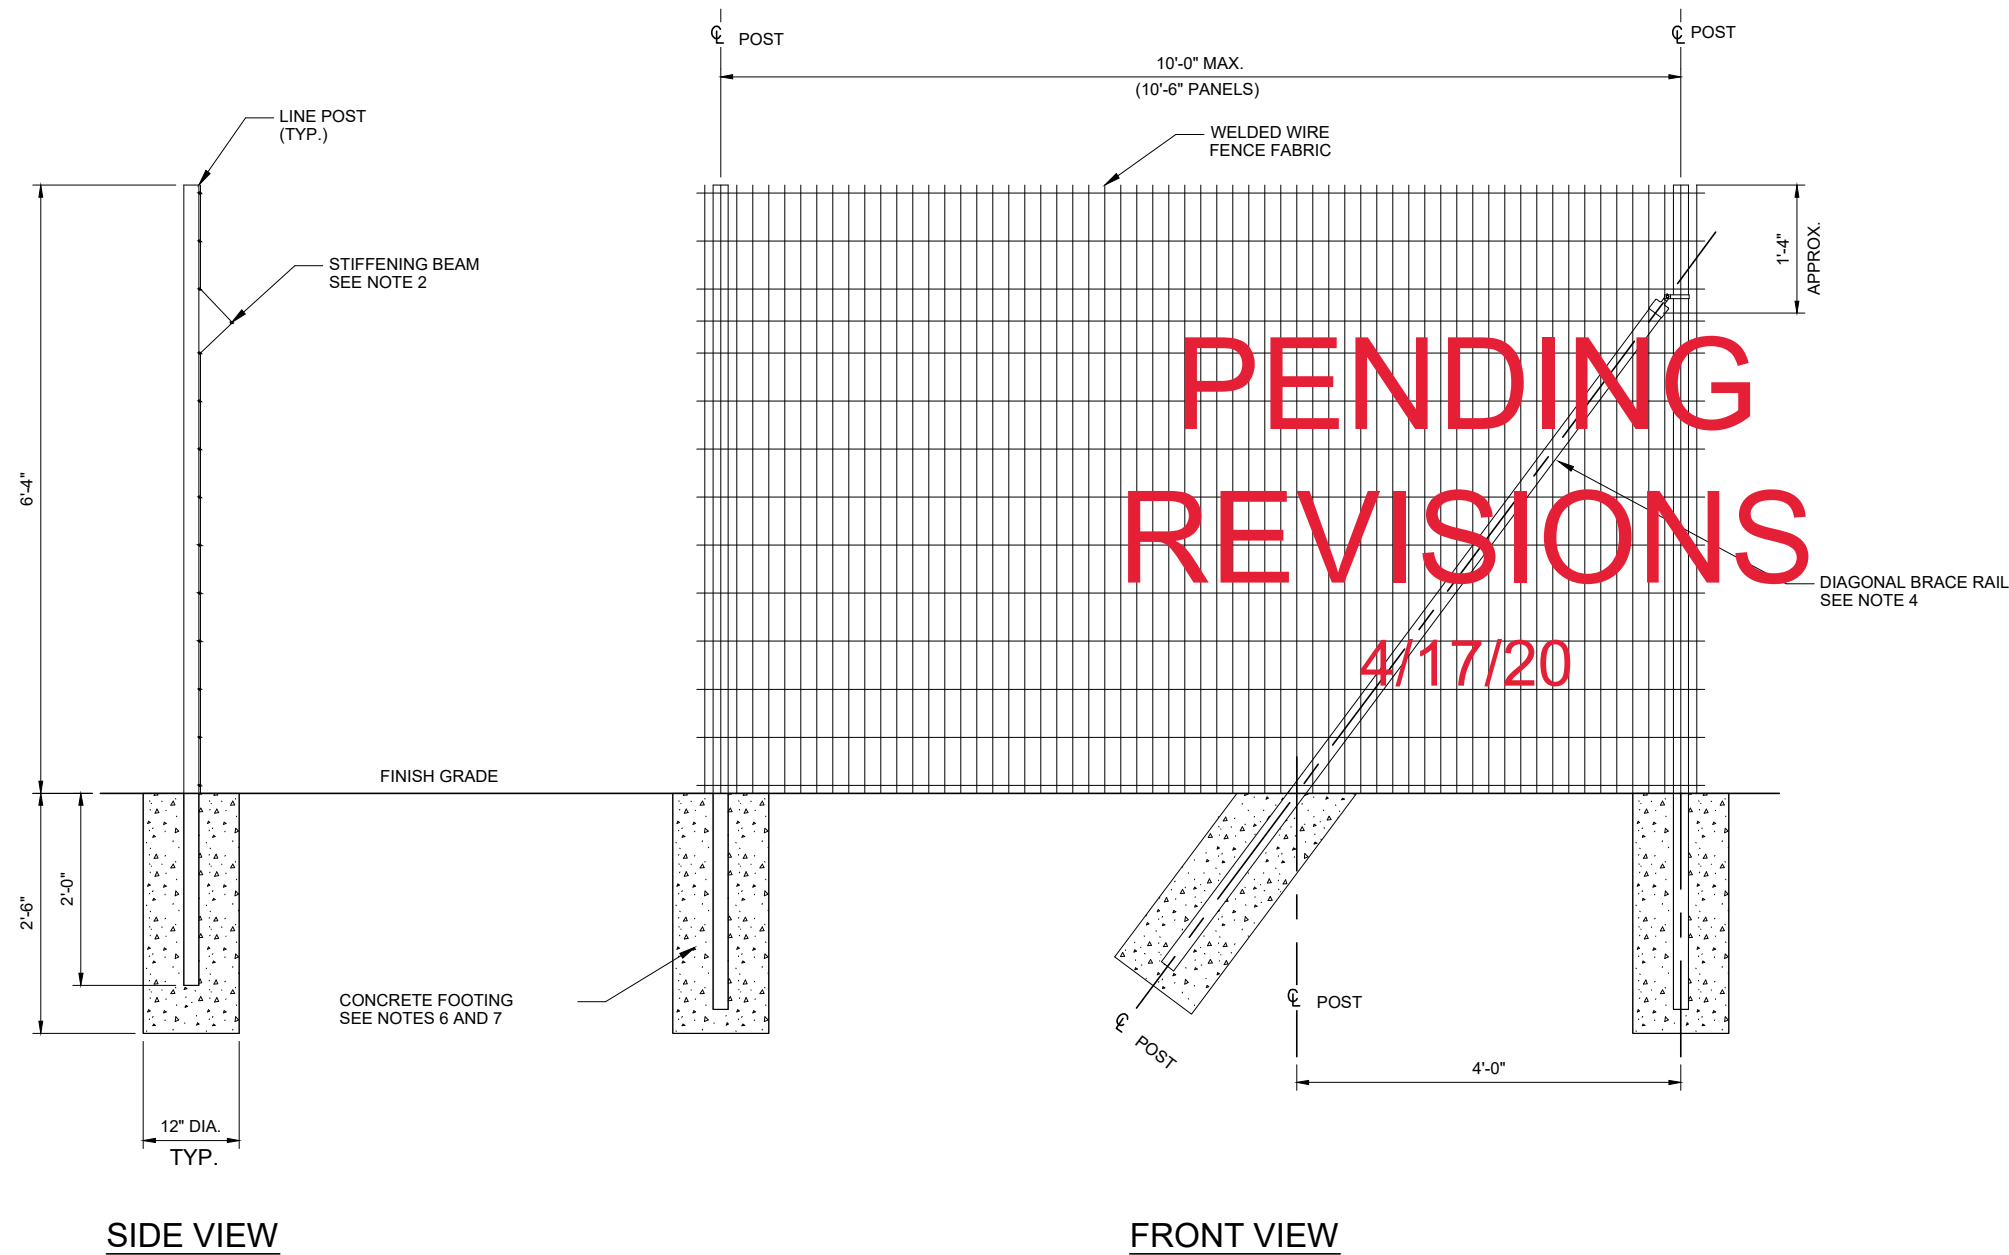 ℄ POST
℄ POST
10'-0" MAX.
(10'-6" PANELS)
LINE POST
(TYP.)
WELDED WIRE
FENCE FABRIC
STIFFENING BEAM
SEE NOTE 2
1'-4"
APPROX.
PENDING
REVISIONS
4/17/20
6'-4"
DIAGONAL BRACE RAIL
SEE NOTE 4
FINISH GRADE
2'-6"
2'-0"
CONCRETE FOOTING
SEE NOTES 6 AND 7
℄ POST
℄ POST
4'-0"
12" DIA.
TYP.
SIDE VIEW
FRONT VIEW